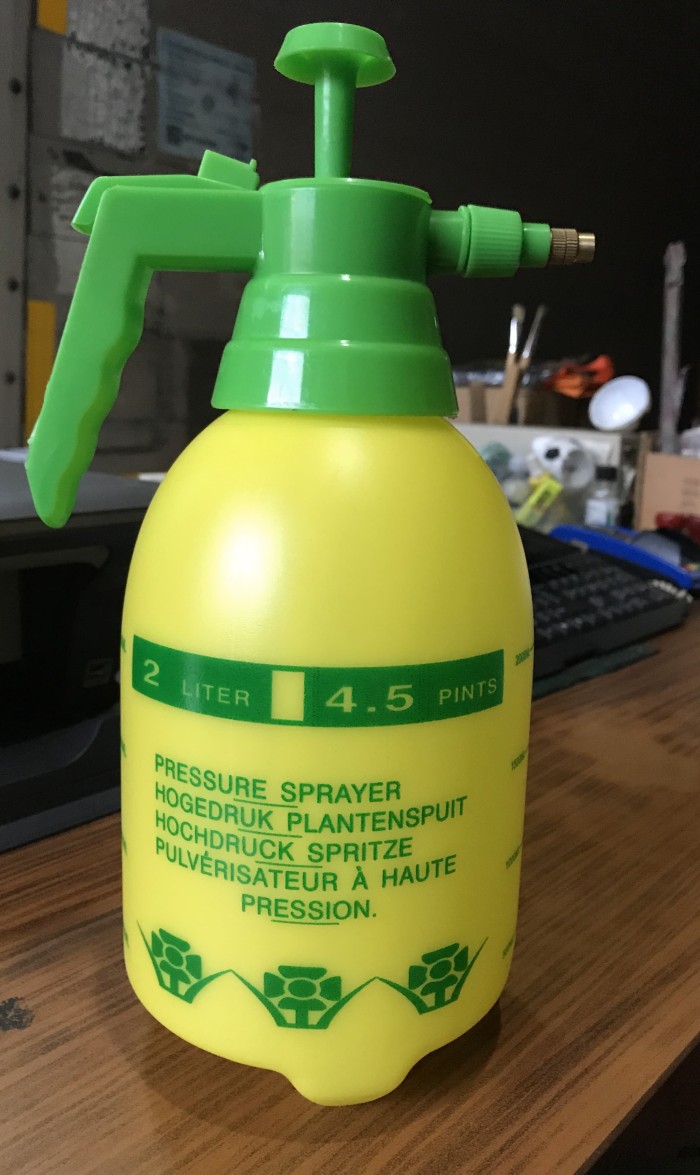 2 LITER 4.5 PINTS
PRESSURE SPRAYER
HOGEDRUK PLANTENSPUIT
HOCHDRUCK SPRITZE
PULVÉRISATEUR À HAUTE
PRESSION.